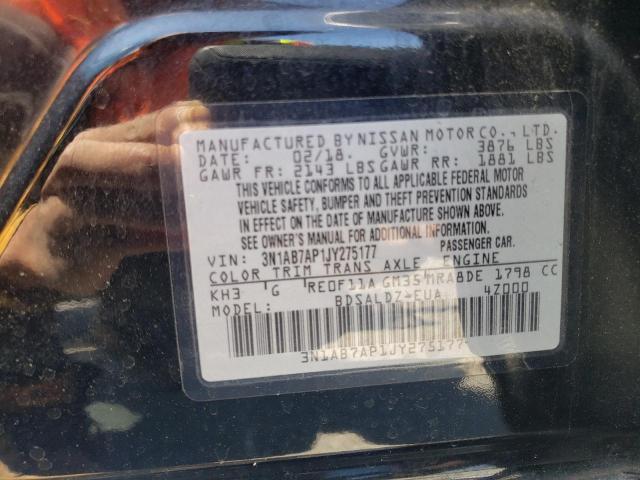 MANUFACTURED BY NISSAN MOTOR CO., LTD.
DATE: 02/18. GVWR: 3876 LBS
GAWR FR: 2143 LBS GAWR RR: 1881 LBS
THIS VEHICLE CONFORMS TO ALL APPLICABLE FEDERAL MOTOR
VEHICLE SAFETY, BUMPER AND THEFT PREVENTION STANDARDS
IN EFFECT ON THE DATE OF MANUFACTURE SHOWN ABOVE.
SEE OWNER'S MANUAL FOR ADDITIONAL INFORMATION.
VIN: 3N1AB7AP1JY275177 PASSENGER CAR.
COLOR TRIM TRANS AXLE ENGINE
KH3 G RE0F11A GM35 MRA8DE 1798 CC
MODEL: BDSALDZ-EUA 4Z000
3N1AB7AP1JY275177